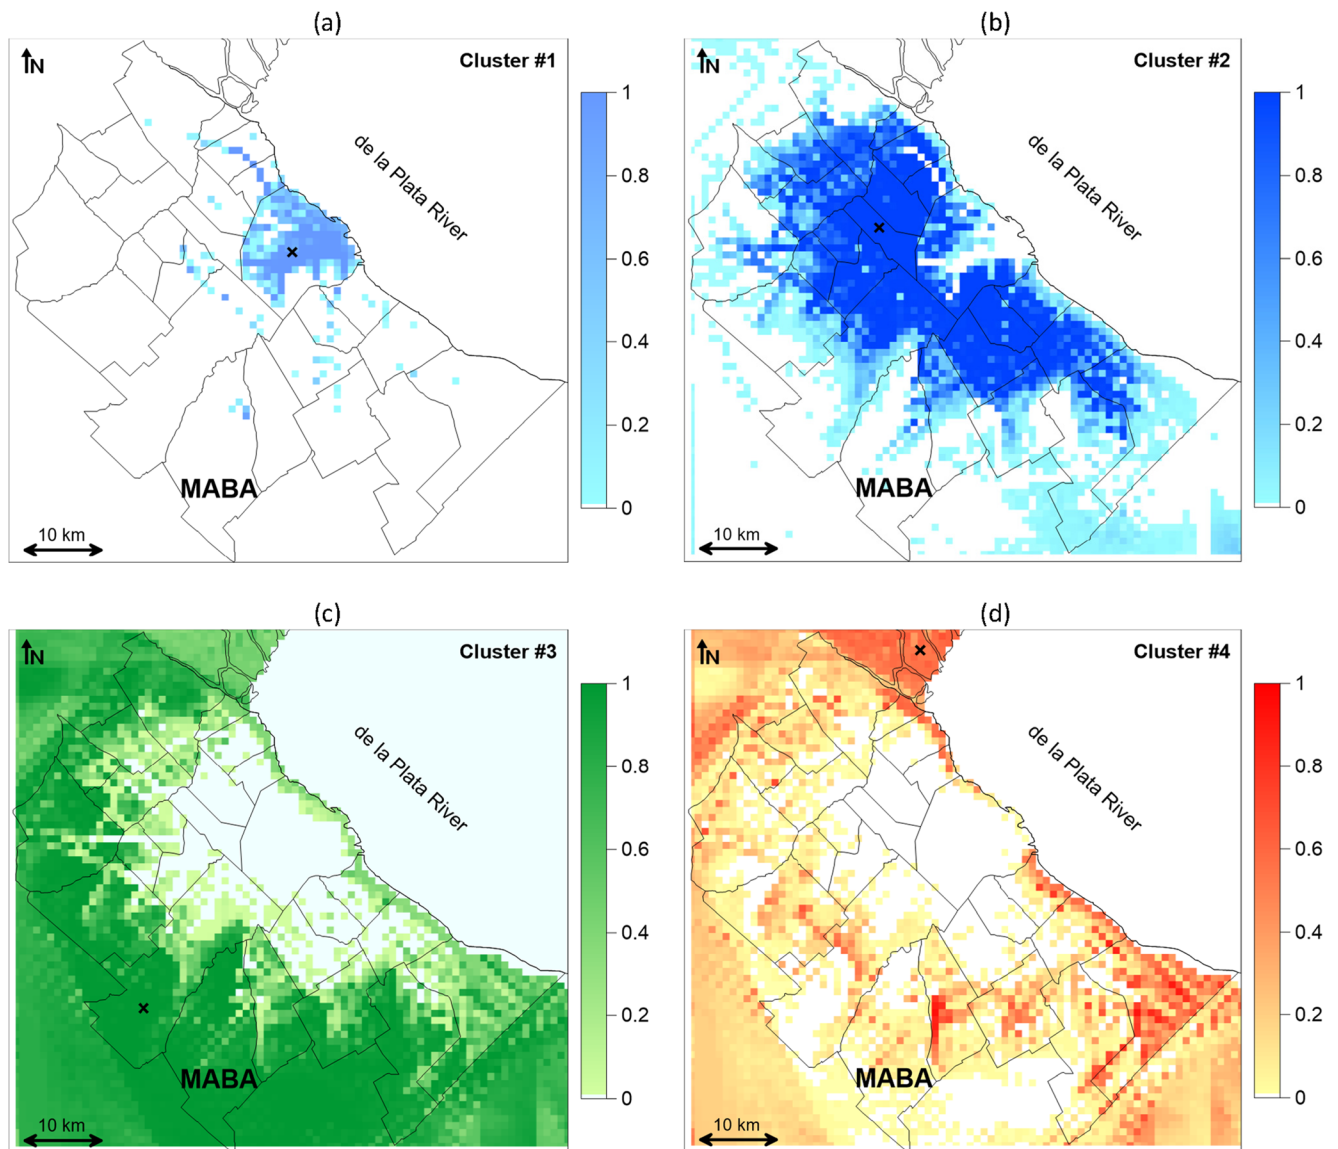 (a)
N
Cluster #1
de la Plata River
MABA
10 km
1
0.8
0.6
0.4
0.2
0
(b)
N
Cluster #2
de la Plata River
MABA
10 km
1
0.8
0.6
0.4
0.2
0
(c)
N
Cluster #3
de la Plata River
MABA
10 km
1
0.8
0.6
0.4
0.2
0
(d)
N
Cluster #4
de la Plata River
MABA
10 km
1
0.8
0.6
0.4
0.2
0